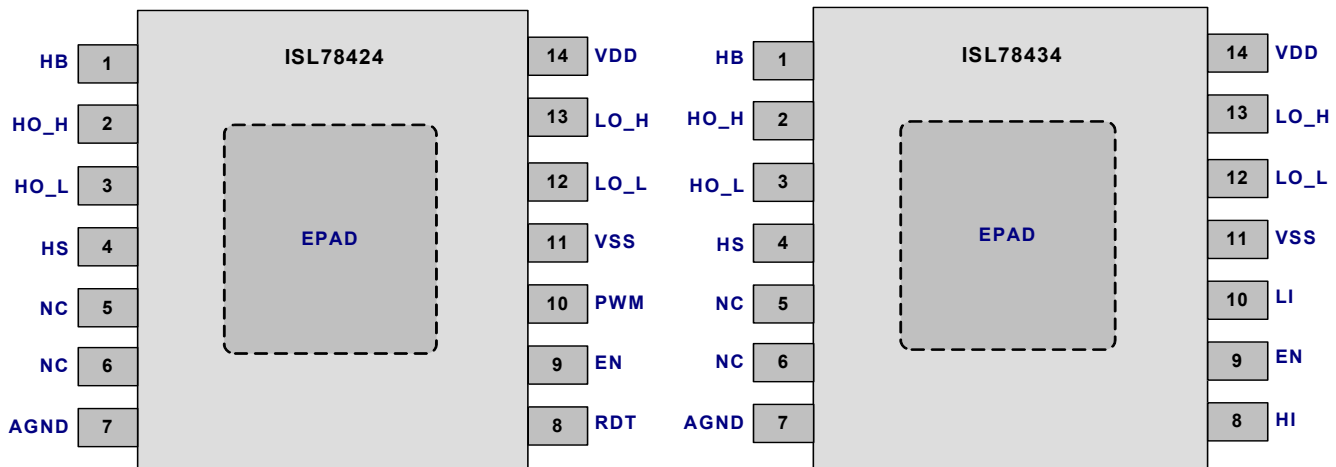 ISL78424
HB 1
HO_H 2
HO_L 3
HS 4
NC 5
NC 6
AGND 7
EPAD
14 VDD
13 LO_H
12 LO_L
11 VSS
10 PWM
9 EN
8 RDT
ISL78434
HB 1
HO_H 2
HO_L 3
HS 4
NC 5
NC 6
AGND 7
EPAD
14 VDD
13 LO_H
12 LO_L
11 VSS
10 LI
9 EN
8 HI